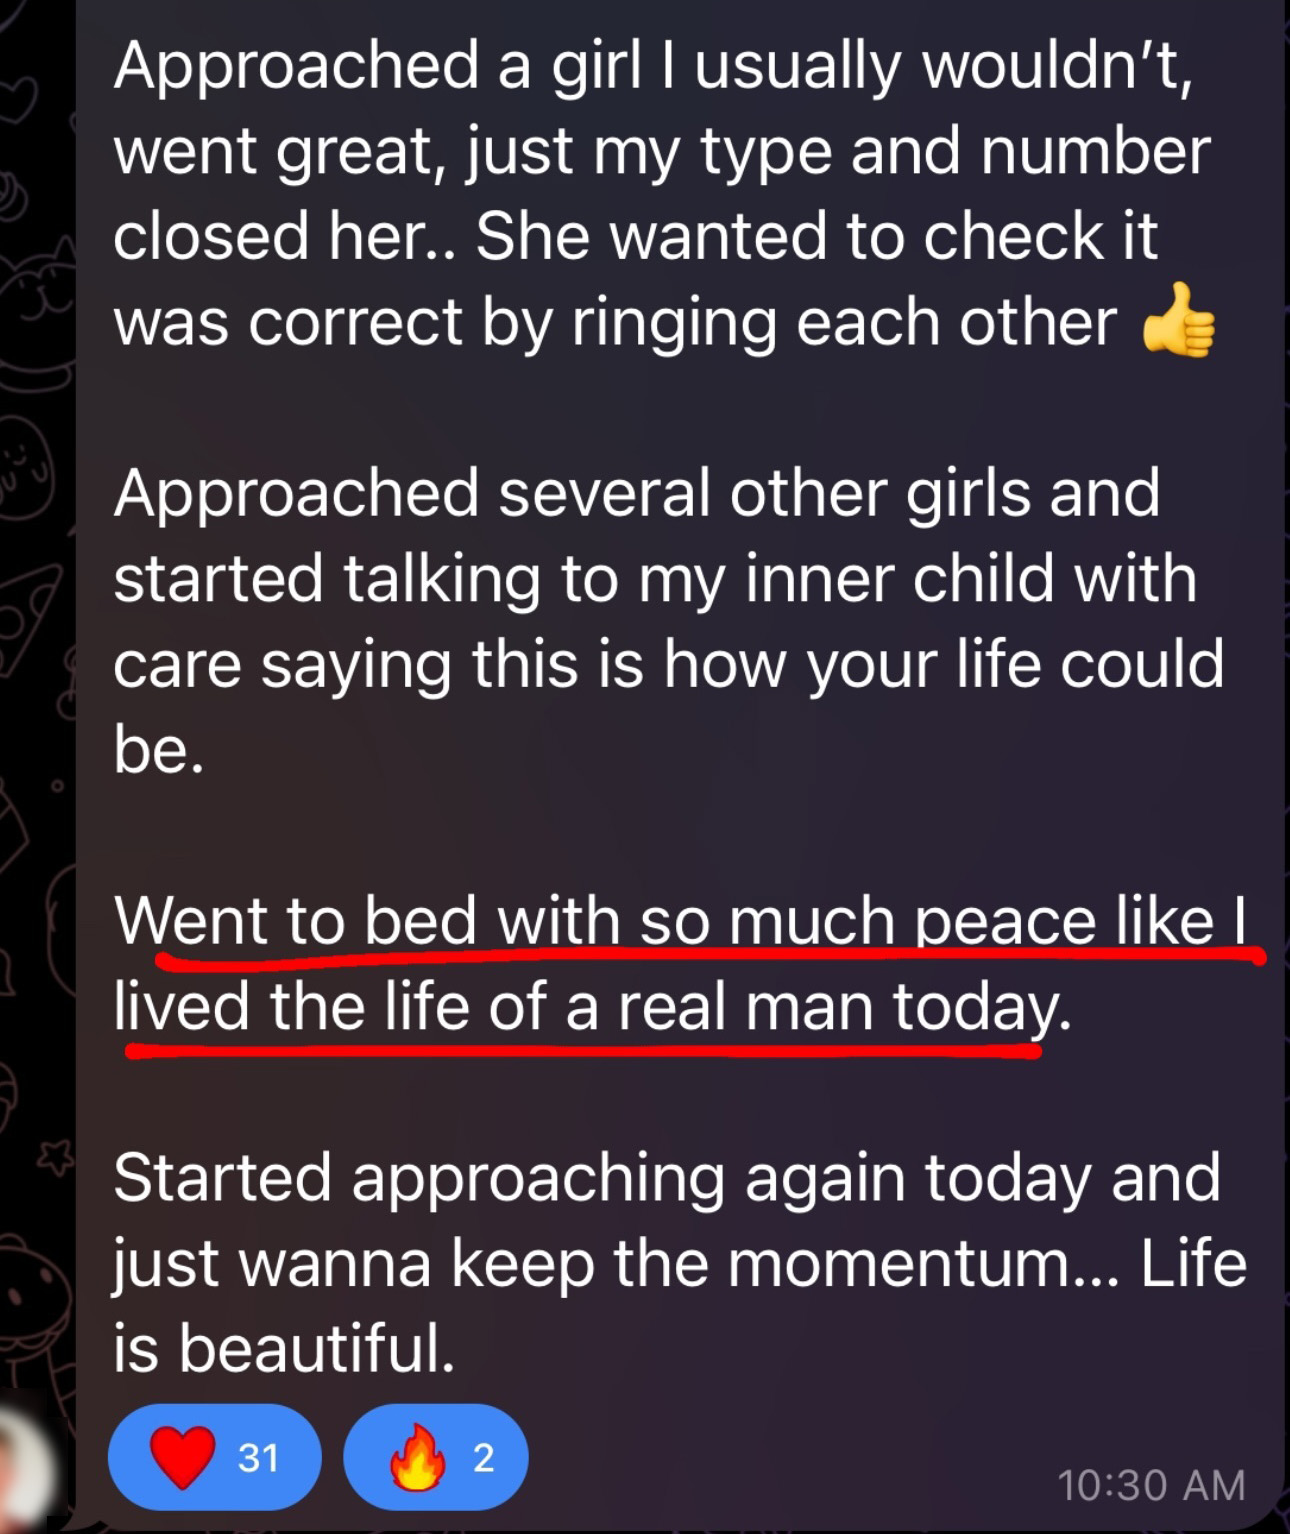 Approached a girl I usually wouldn’t,
went great, just my type and number
closed her.. She wanted to check it
was correct by ringing each other 👍
Approached several other girls and
started talking to my inner child with
care saying this is how your life could
be.
Went to bed with so much peace like I
lived the life of a real man today.
Started approaching again today and
just wanna keep the momentum... Life
is beautiful.
❤️ 31 🔥 2
10:30 AM